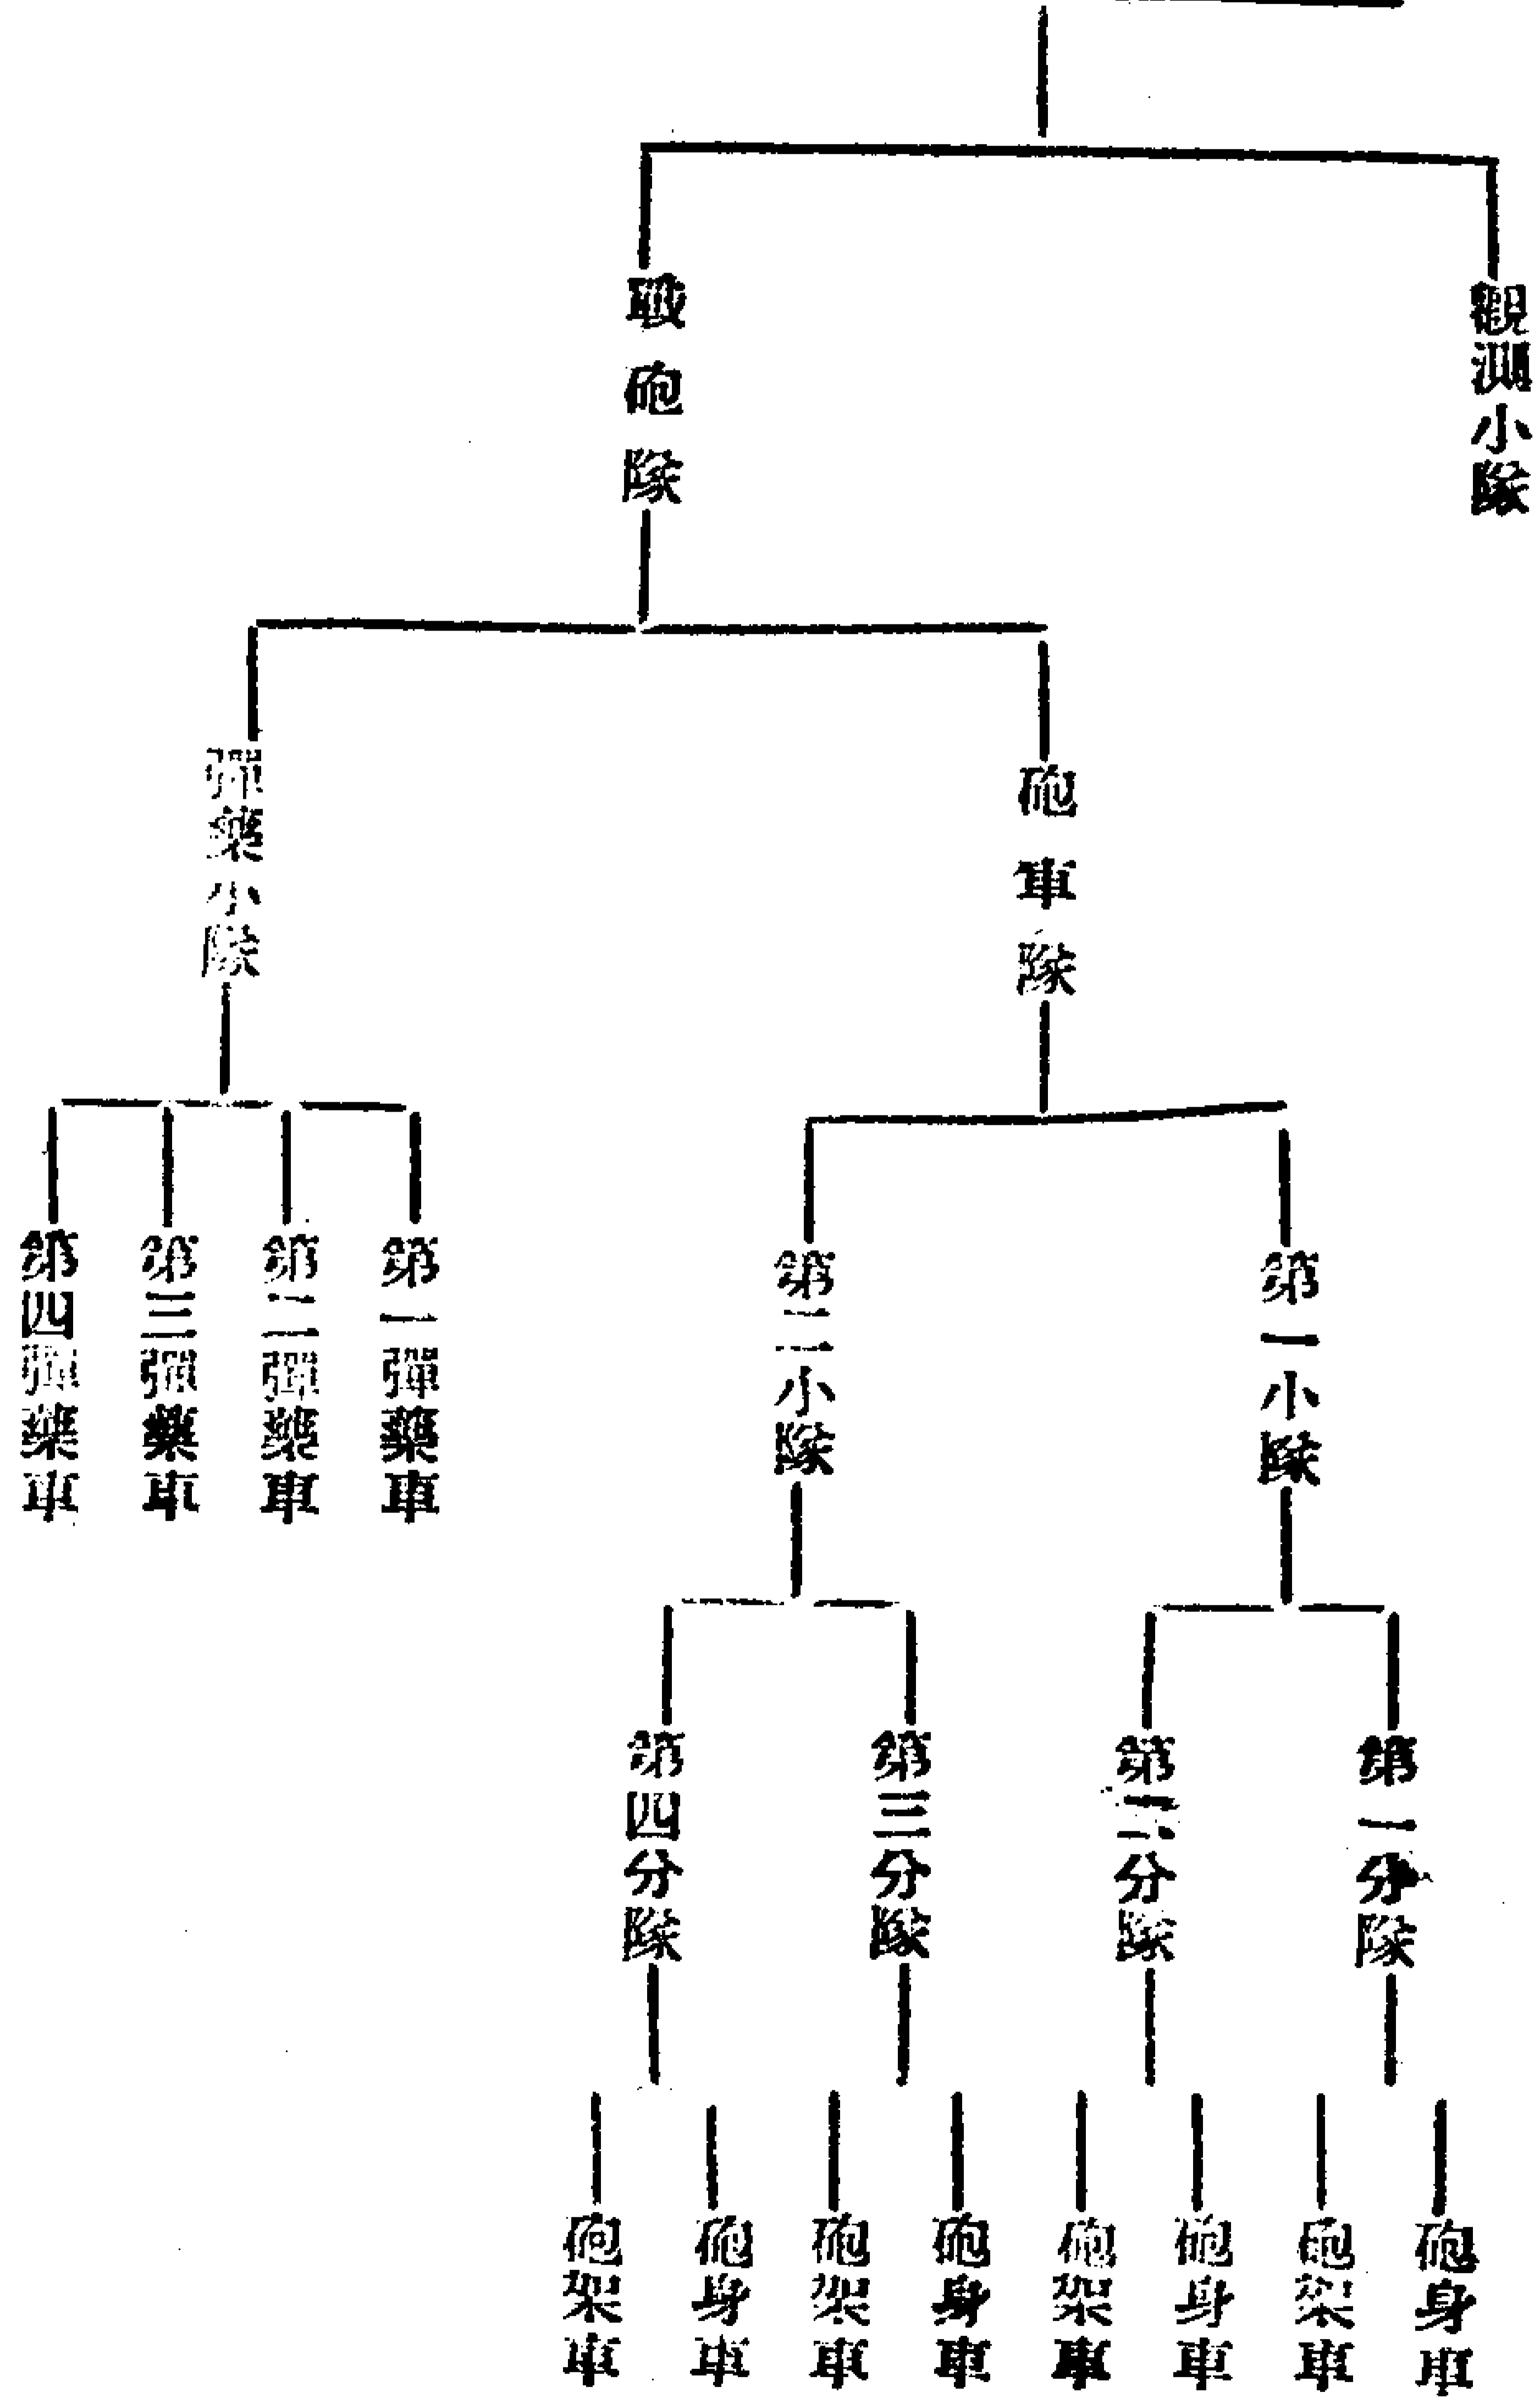 観測小隊
戦砲隊
砲車隊
彈藥小隊
第一小隊
第二小隊
第一彈藥車
第二彈藥車
第三彈藥車
第四彈藥車
第一分隊
第二分隊
第三分隊
第四分隊
砲身車
砲架車
砲身車
砲架車
砲身車
砲架車
砲身車
砲架車